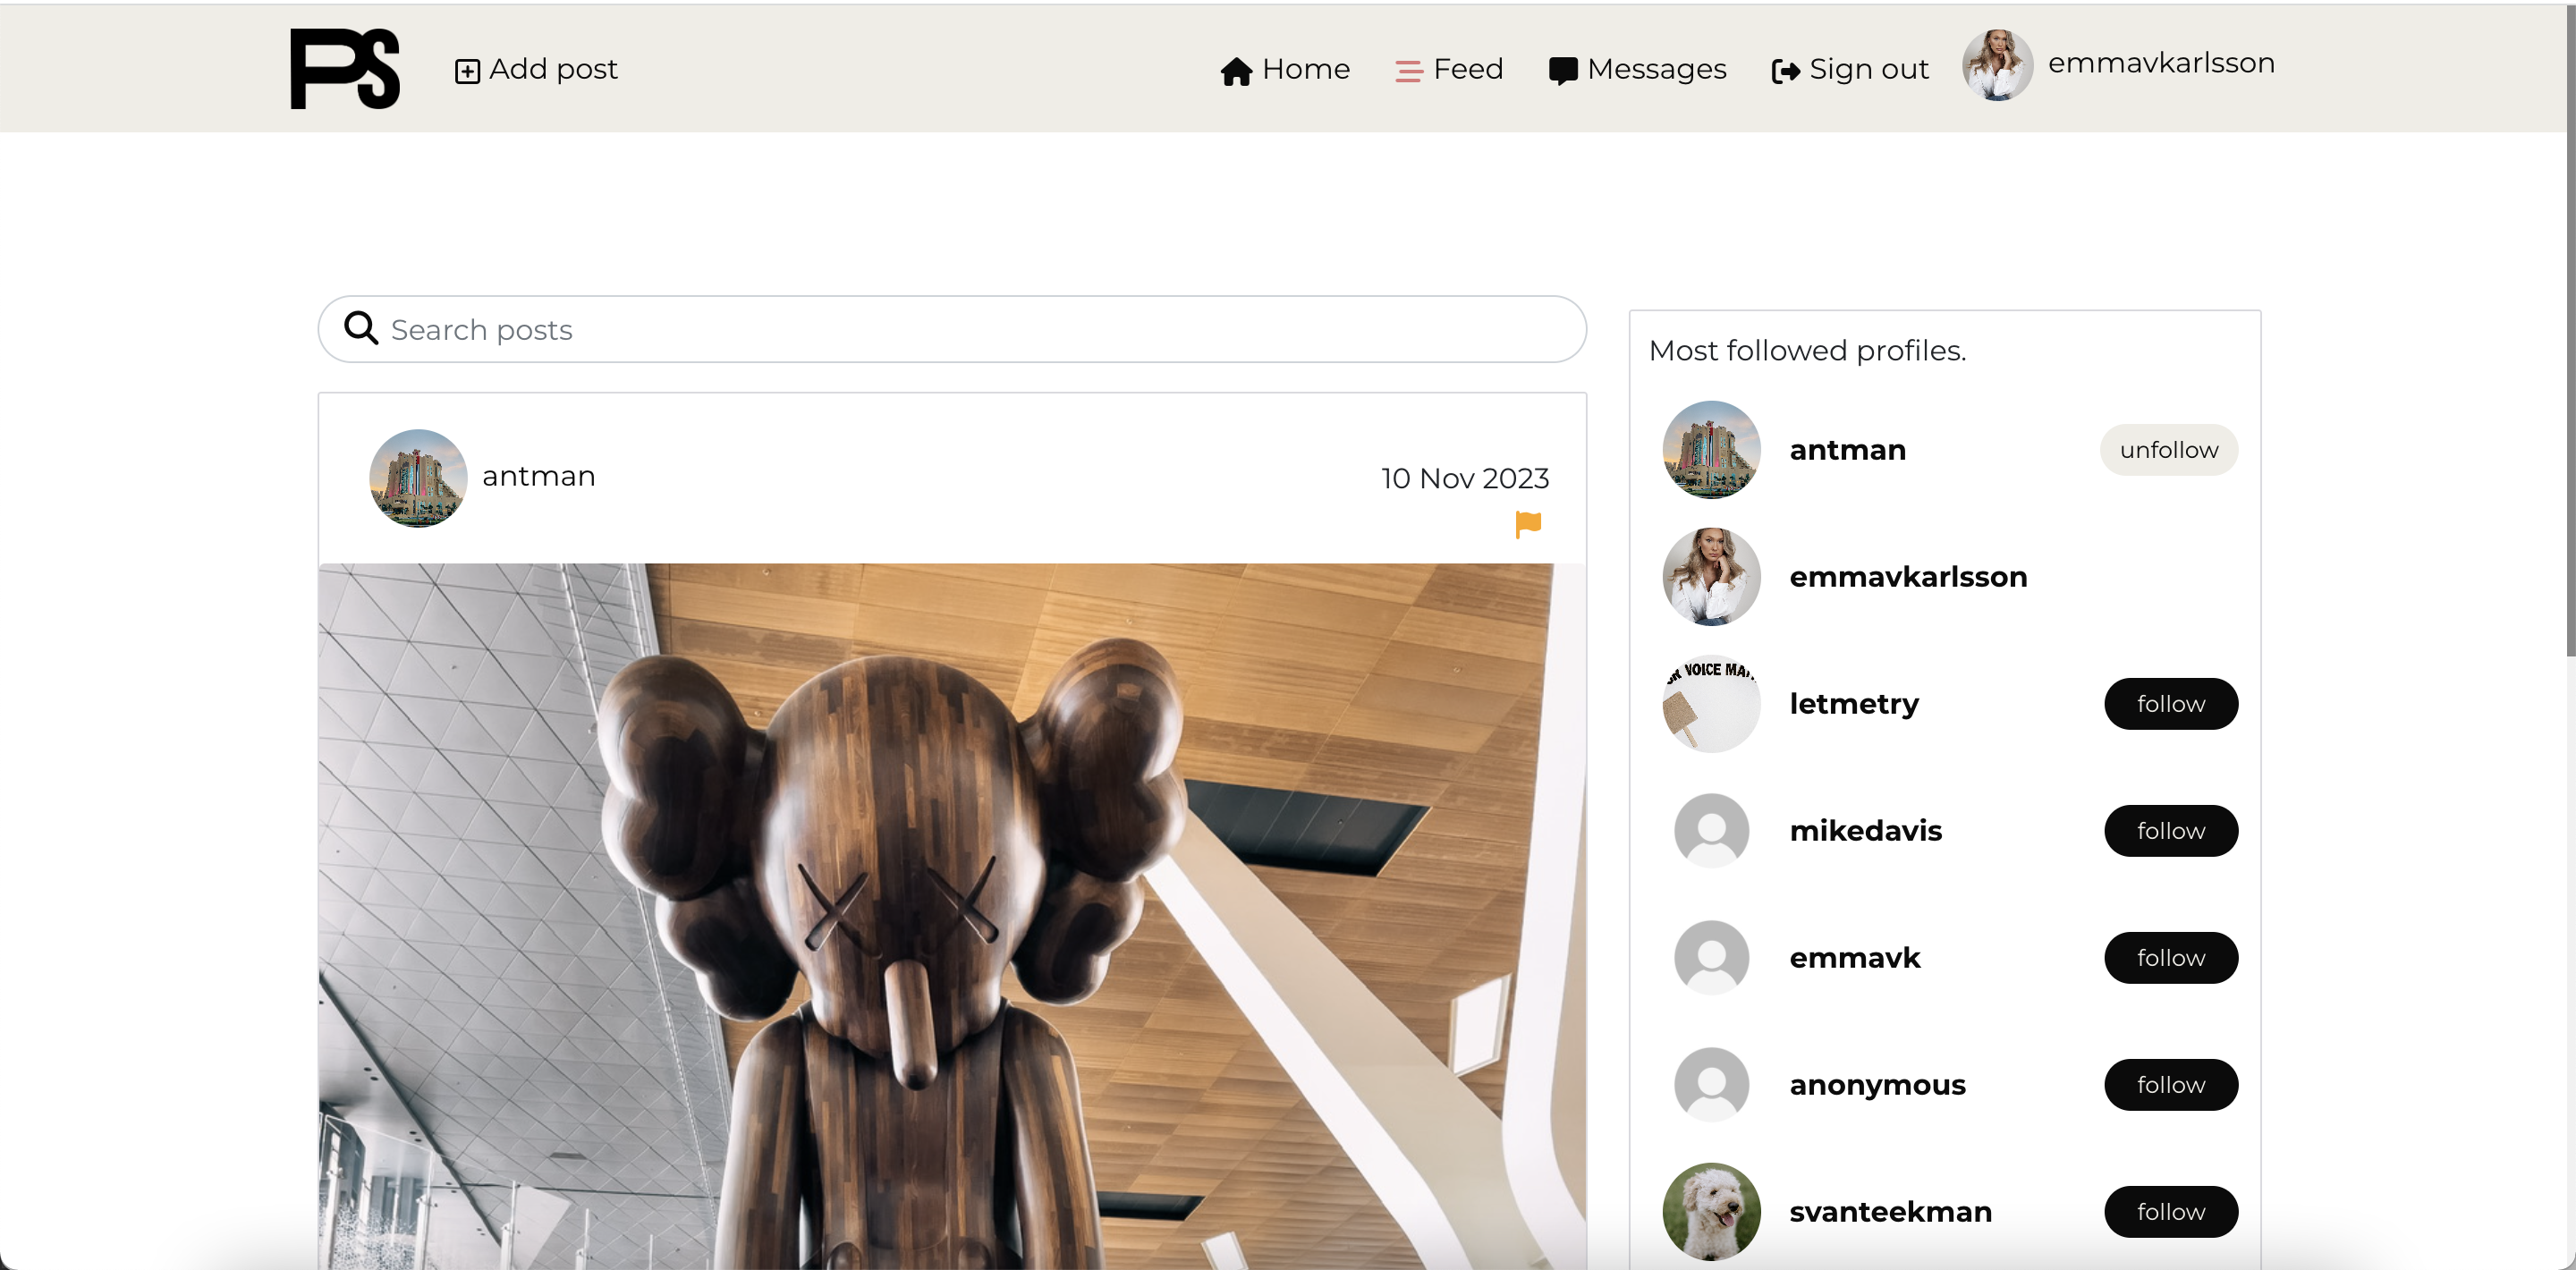 PS
Add post
Home
Feed
Messages
Sign out
emmavkarlsson
Search posts
antman
10 Nov 2023
Most followed profiles.
antman
unfollow
emmavkarlsson
VOICE
letmetry
follow
mikedavis
follow
emmavk
follow
anonymous
follow
svanteekman
follow